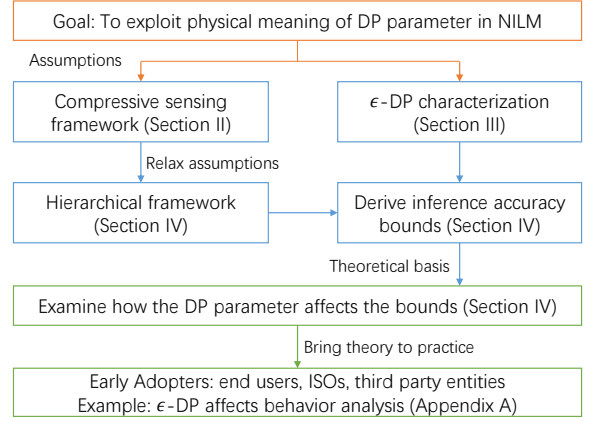 Goal: To exploit physical meaning of DP parameter in NILM
Assumptions
Compressive sensing
framework (Section II)
ϵ-DP characterization
(Section III)
Relax assumptions
Hierarchical framework
(Section IV)
Derive inference accuracy
bounds (Section IV)
Theoretical basis
Examine how the DP parameter affects the bounds (Section IV)
Bring theory to practice
Early Adopters: end users, ISOs, third party entities
Example: ϵ-DP affects behavior analysis (Appendix A)